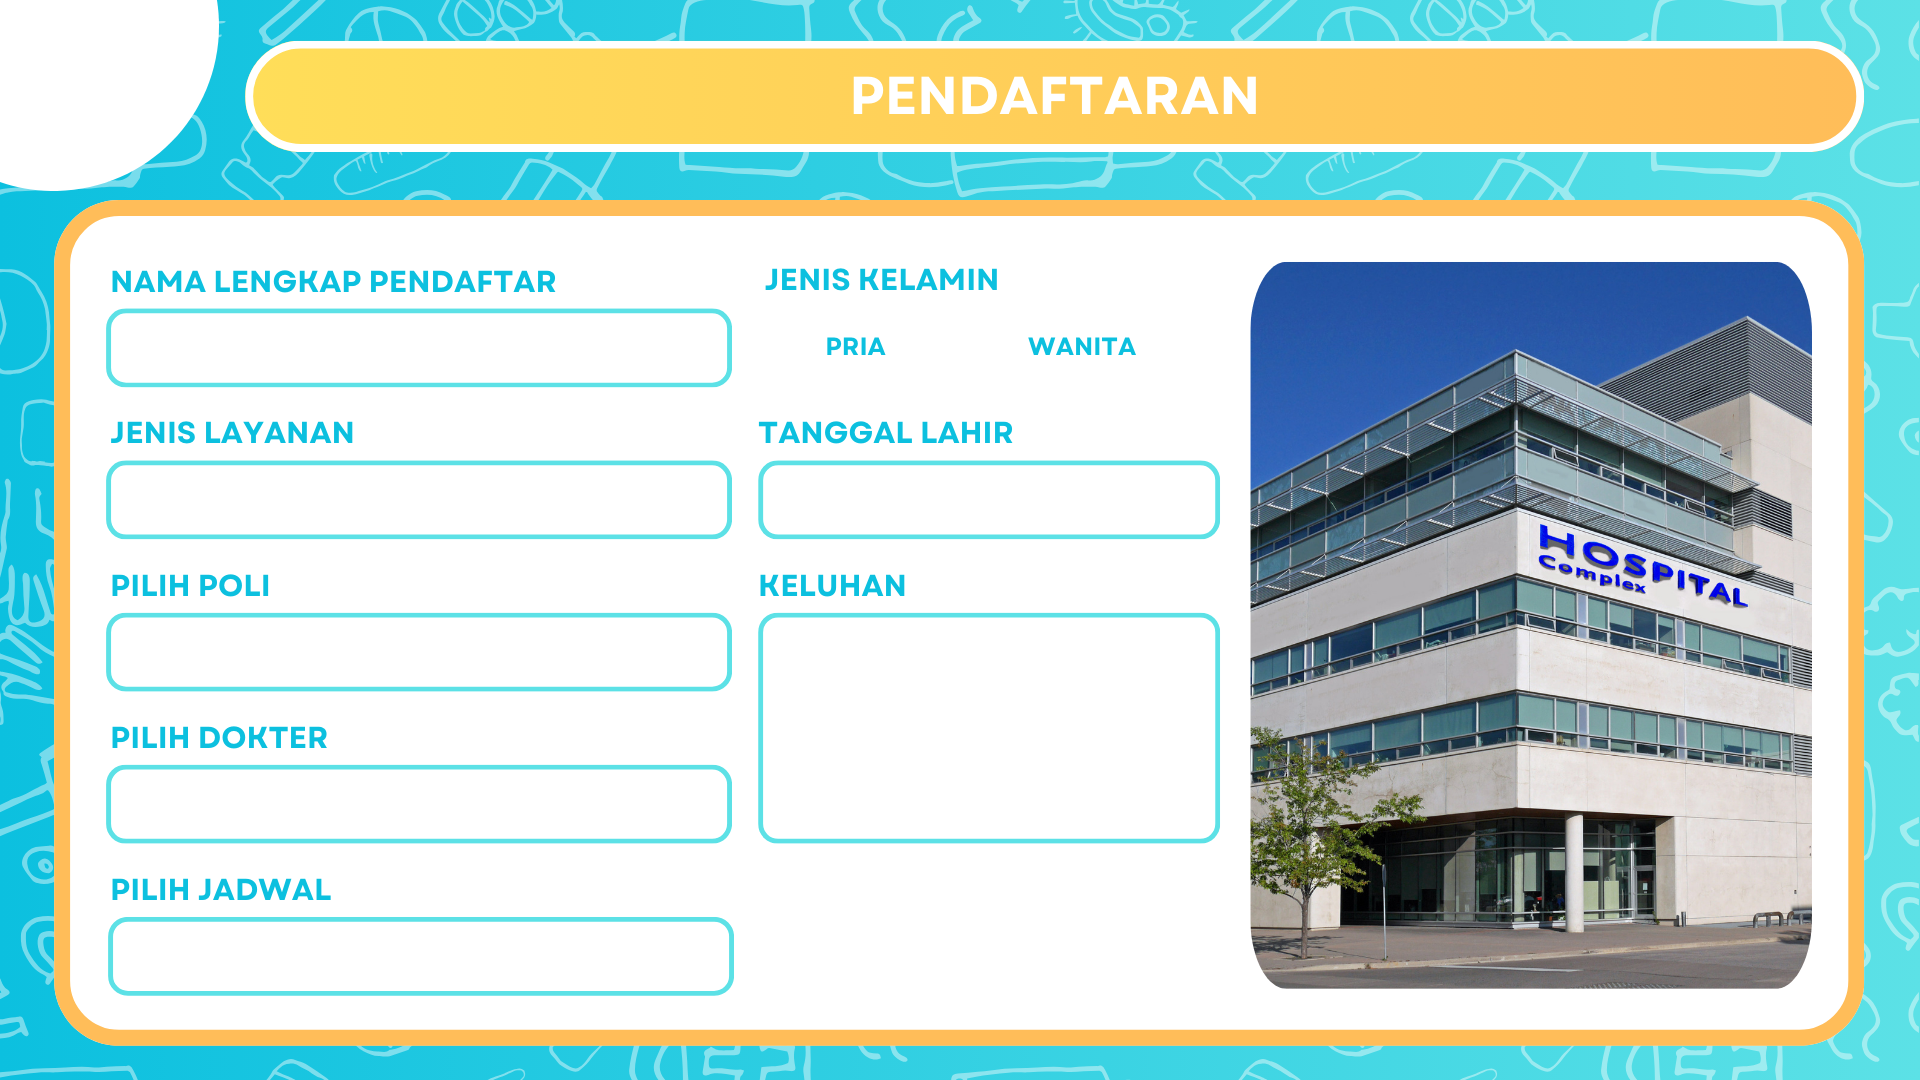 PENDAFTARAN
NAMA LENGKAP PENDAFTAR
JENIS KELAMIN
PRIA
WANITA
JENIS LAYANAN
TANGGAL LAHIR
PILIH POLI
KELUHAN
PILIH DOKTER
PILIH JADWAL
HOSPITAL
Complex